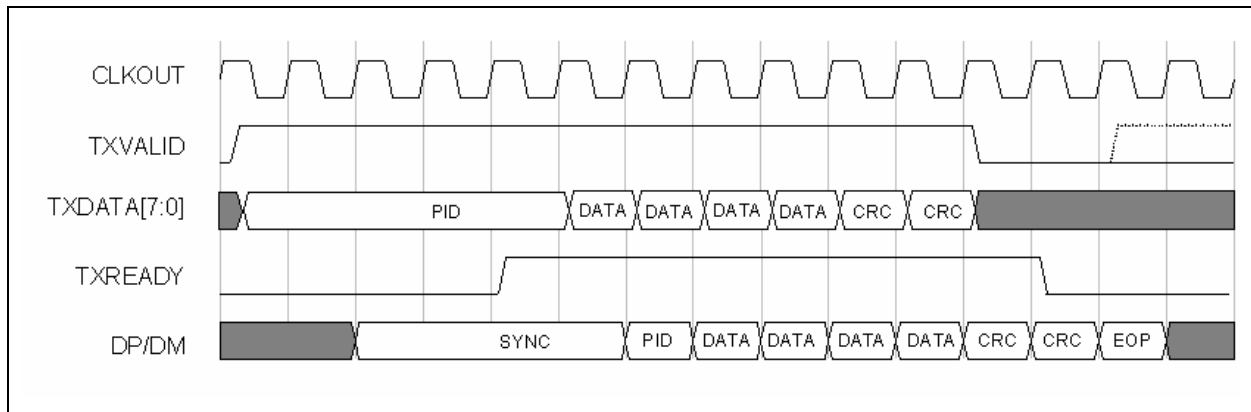 CLKOUT
TXVALID
TXDATA[7:0] PID DATA DATA DATA DATA CRC CRC
TXREADY
DP/DM SYNC PID DATA DATA DATA DATA CRC CRC EOP